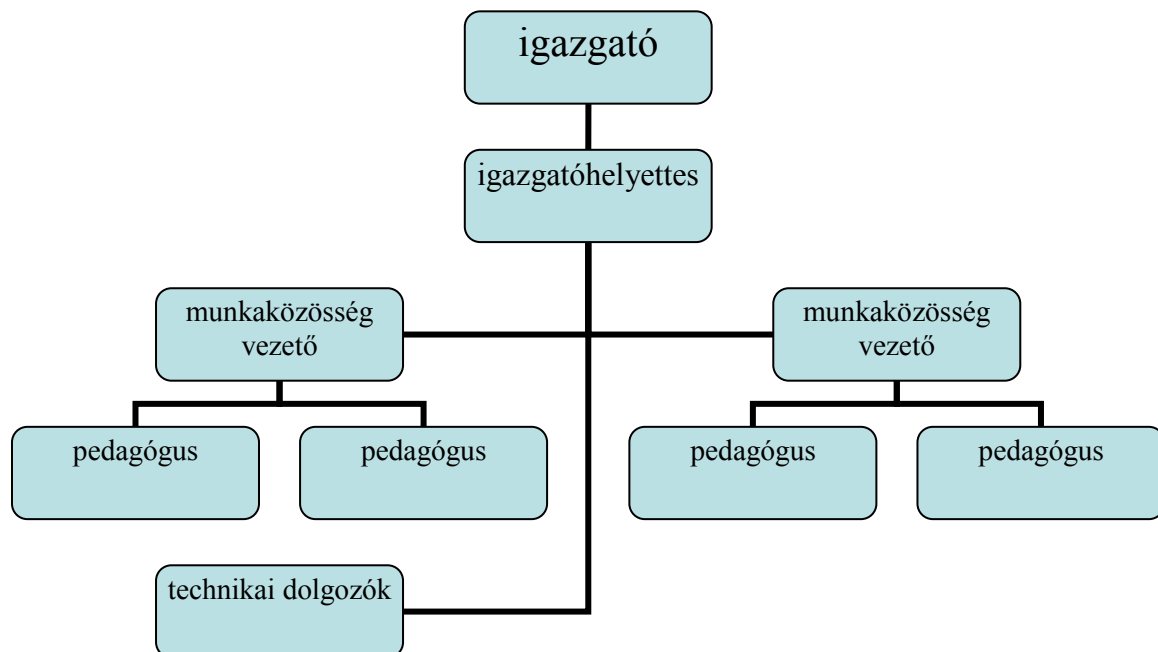 igazgató
igazgatóhelyettes
munkaközösség
vezető
munkaközösség
vezető
pedagógus
pedagógus
pedagógus
pedagógus
technikai dolgozók